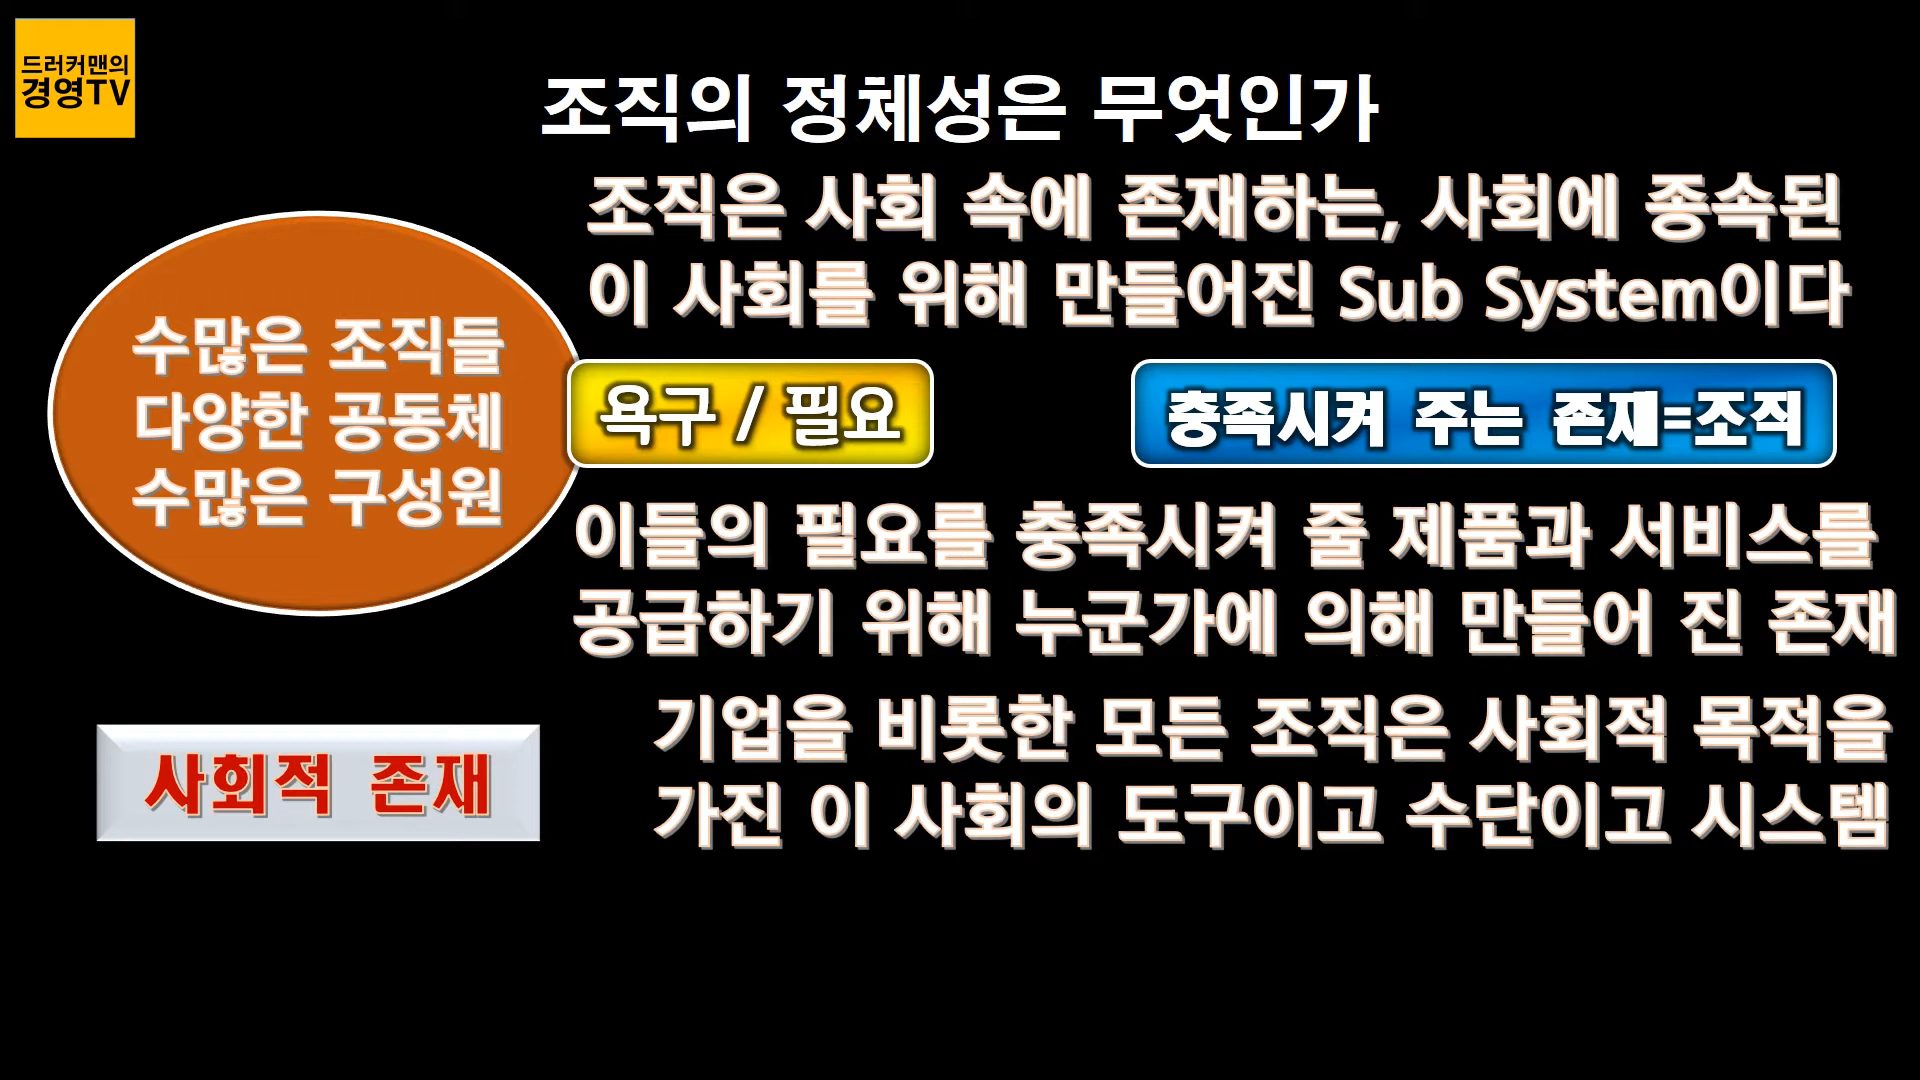 드러커맨의
경영TV
조직의 정체성은 무엇인가
조직은 사회 속에 존재하는, 사회에 종속된
이 사회를 위해 만들어진 Sub System이다
수많은 조직들
다양한 공동체
수많은 구성원
욕구 / 필요
충족시켜 주는 존재=조직
이들의 필요를 충족시켜 줄 제품과 서비스를
공급하기 위해 누군가에 의해 만들어 진 존재
사회적 존재
기업을 비롯한 모든 조직은 사회적 목적을
가진 이 사회의 도구이고 수단이고 시스템